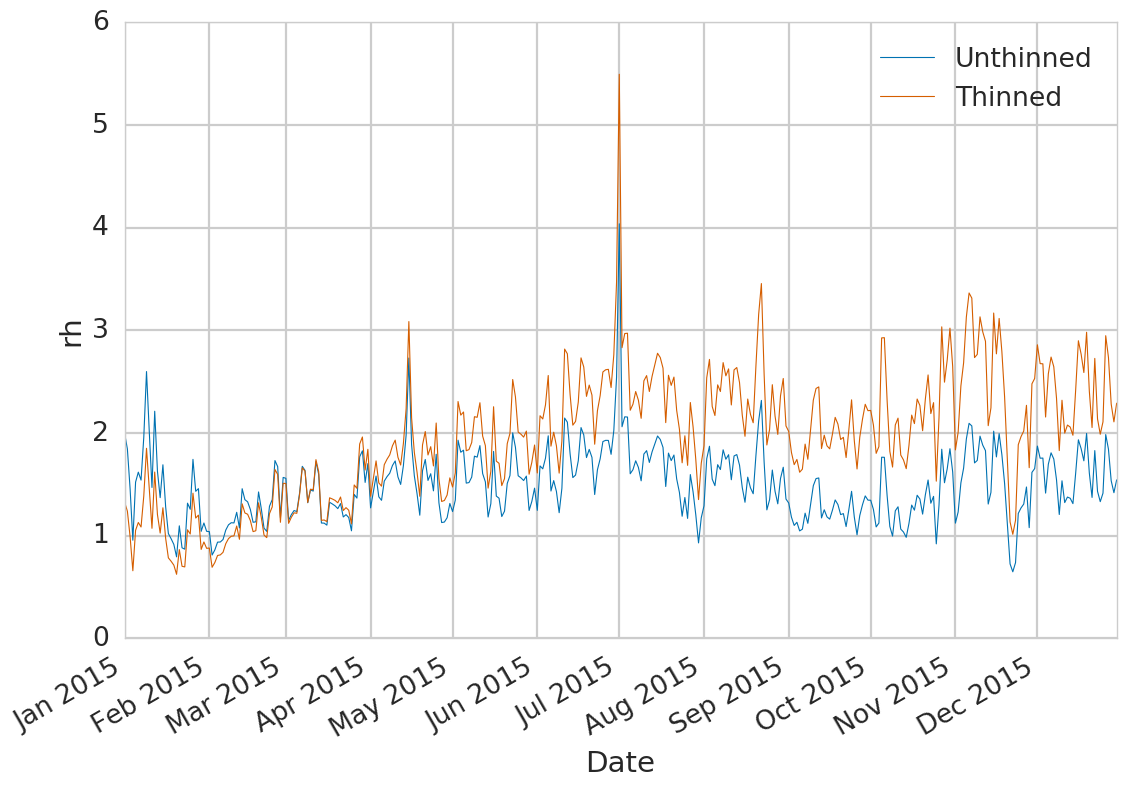 6
5
4
3
2
1
0
rh
Unthinned
Thinned
Jan 2015
Feb 2015
Mar 2015
Apr 2015
May 2015
Jun 2015
Jul 2015
Aug 2015
Sep 2015
Oct 2015
Nov 2015
Dec 2015
Date